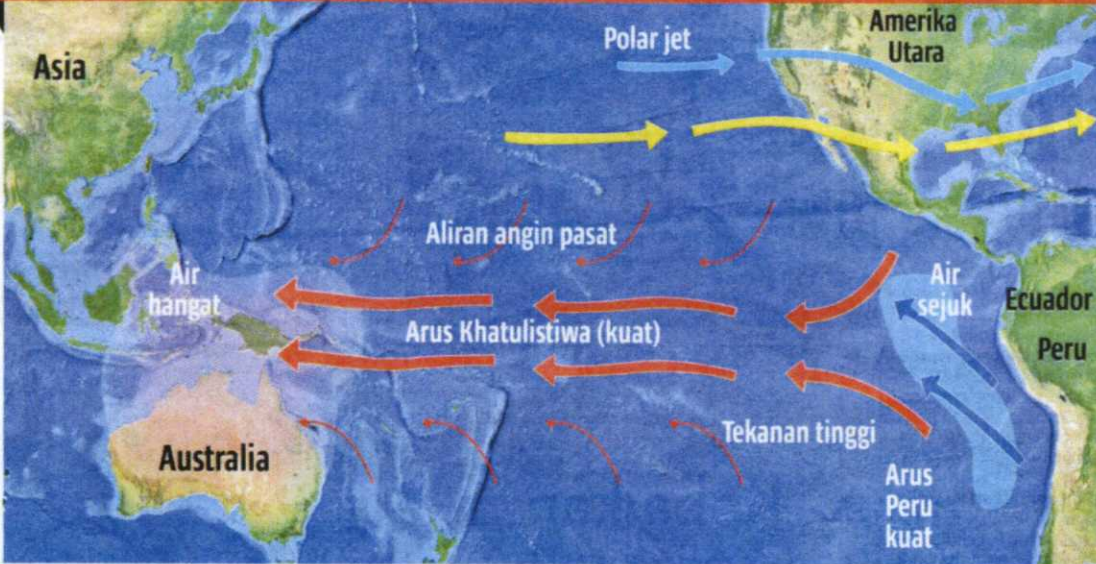 Asia
Polar jet
Amerika
Utara
Aliran angin pasat
Air
hangat
Air
sejuk
Ecuador
Arus Khatulistiwa (kuat)
Peru
Tekanan tinggi
Australia
Arus
Peru
kuat